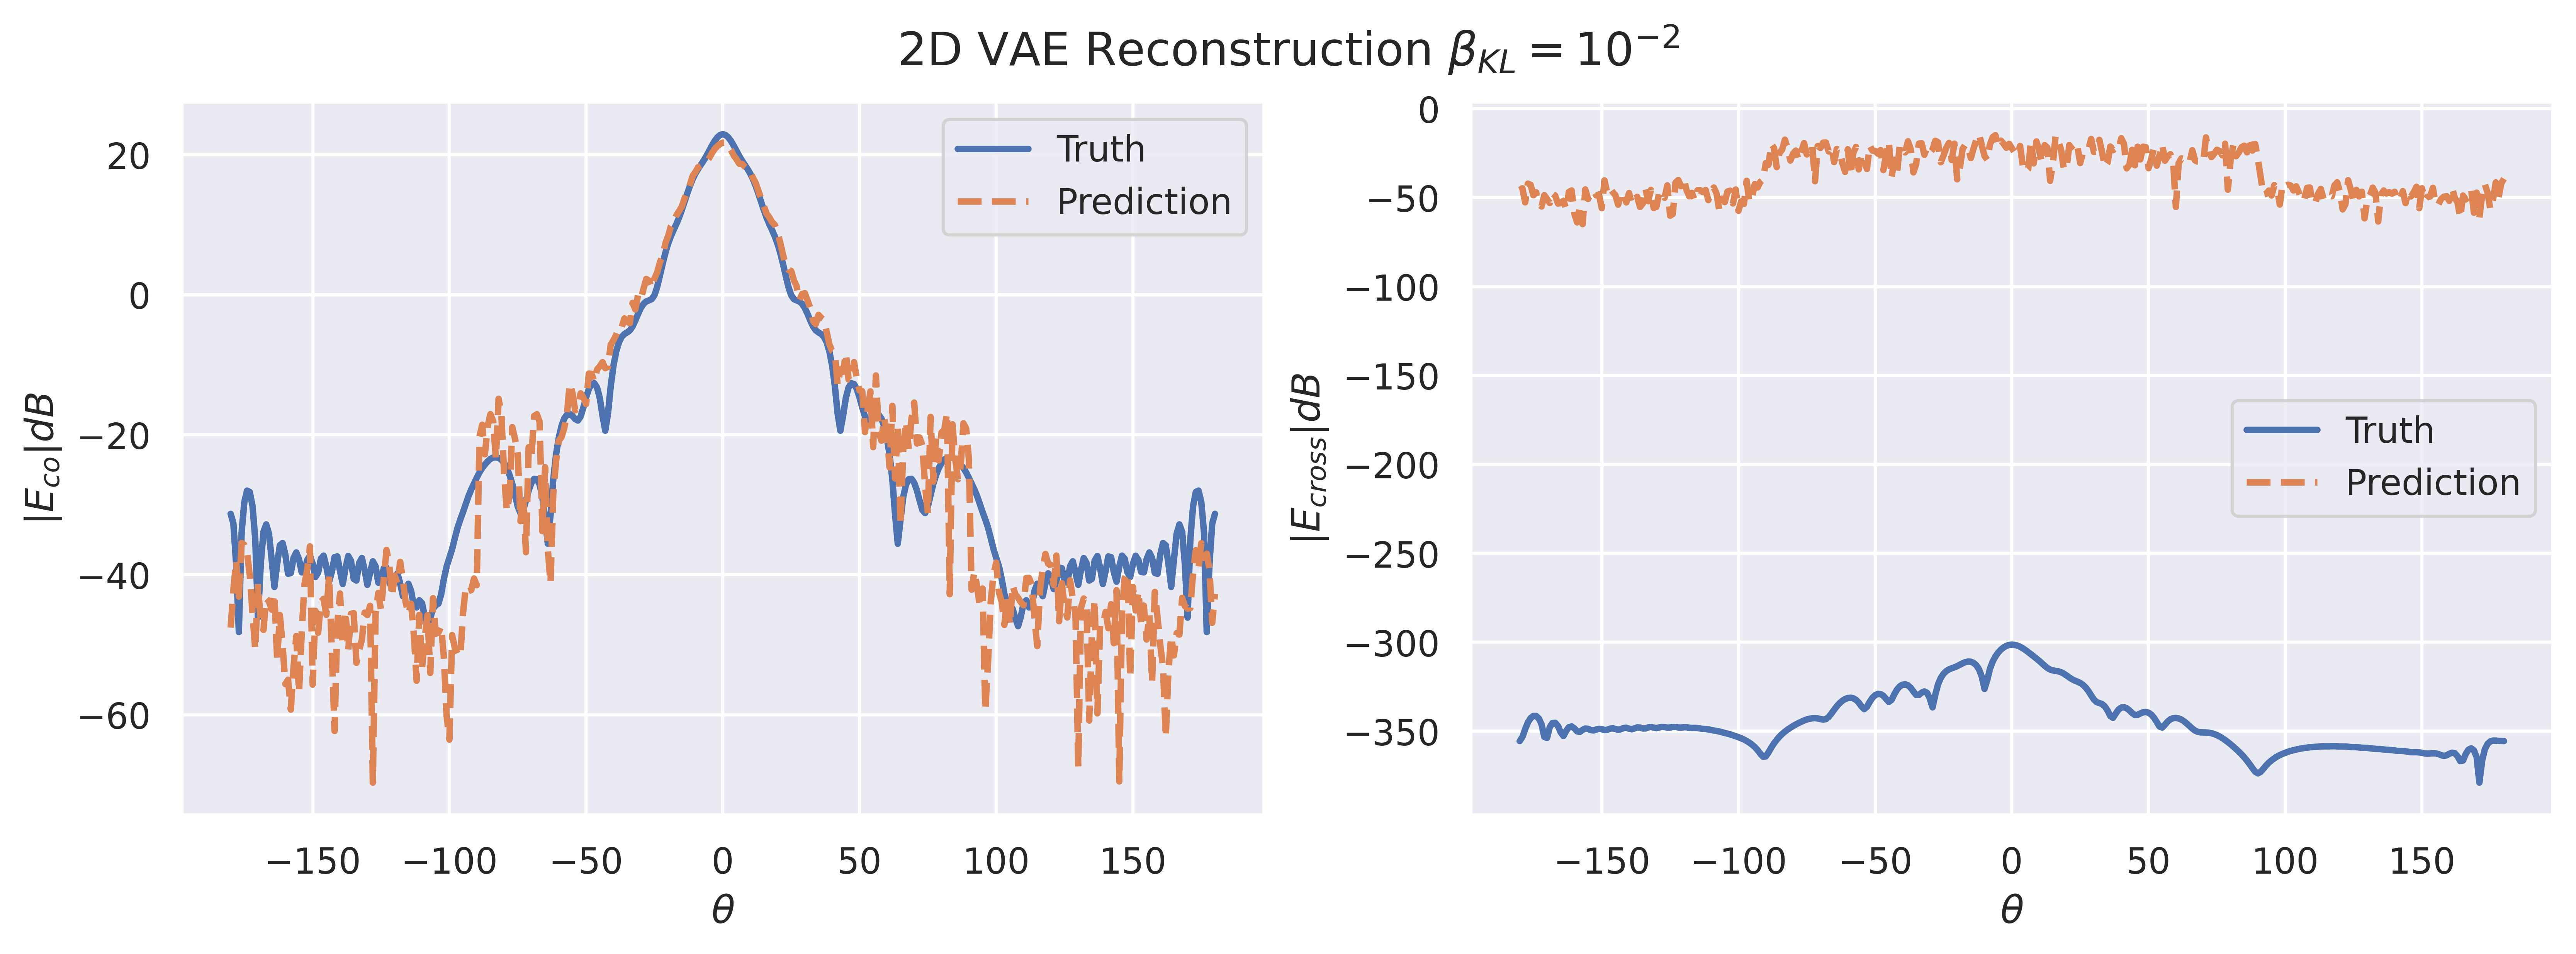 2D VAE Reconstruction β_KL = 10^−2
|E_co|dB
20
0
−20
−40
−60
Truth
Prediction
−150 −100 −50 0 50 100 150
θ
|E_cross|dB
0
−50
−100
−150
−200
−250
−300
−350
Truth
Prediction
−150 −100 −50 0 50 100 150
θ